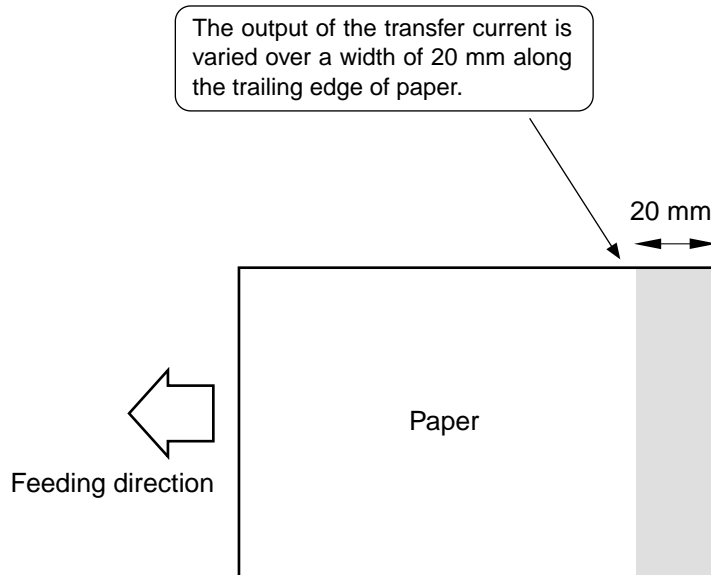 The output of the transfer current is
varied over a width of 20 mm along
the trailing edge of paper.
20 mm
Paper
Feeding direction